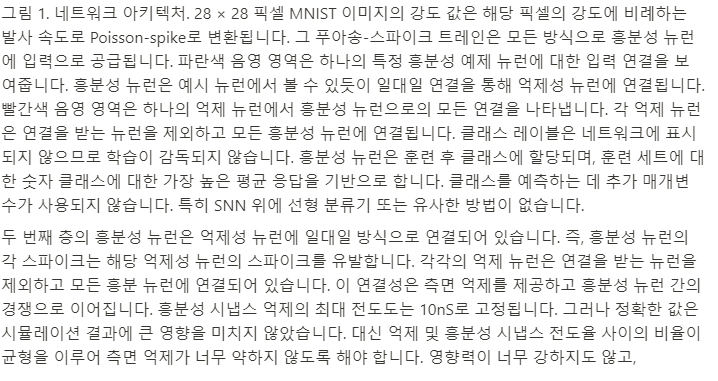 그림 1. 네트워크 아키텍처. 28 × 28 픽셀 MNIST 이미지의 강도 값은 해당 픽셀의 강도에 비례하는
발사 속도로 Poisson-spike로 변환됩니다. 그 푸아송-스파이크 트레인은 모든 방식으로 흥분성 뉴런
에 입력으로 공급됩니다. 파란색 음영 영역은 하나의 특정 흥분성 예제 뉴런에 대한 입력 연결을 보
여줍니다. 흥분성 뉴런은 예시 뉴런에서 볼 수 있듯이 일대일 연결을 통해 억제성 뉴런에 연결됩니다.
빨간색 음영 영역은 하나의 억제 뉴런에서 흥분성 뉴런으로의 모든 연결을 나타냅니다. 각 억제 뉴런
은 연결을 받는 뉴런을 제외하고 모든 흥분성 뉴런에 연결됩니다. 클래스 레이블은 네트워크에 표시
되지 않으므로 학습이 감독되지 않습니다. 흥분성 뉴런은 훈련 후 클래스에 할당되며, 훈련 세트에 대
한 숫자 클래스에 대한 가장 높은 평균 응답을 기반으로 합니다. 클래스를 예측하는 데 추가 매개변
수가 사용되지 않습니다. 특히 SNN 위에 선형 분류기 또는 유사한 방법이 없습니다.
두 번째 층의 흥분성 뉴런은 억제성 뉴런에 일대일 방식으로 연결되어 있습니다. 즉, 흥분성 뉴런의
각 스파이크는 해당 억제성 뉴런의 스파이크를 유발합니다. 각각의 억제 뉴런은 연결을 받는 뉴런을
제외하고 모든 흥분 뉴런에 연결되어 있습니다. 이 연결성은 측면 억제를 제공하고 흥분성 뉴런 간의
경쟁으로 이어집니다. 흥분성 시냅스 억제의 최대 전도도는 10nS로 고정됩니다. 그러나 정확한 값은
시뮬레이션 결과에 큰 영향을 미치지 않았습니다. 대신 억제 및 흥분성 시냅스 전도율 사이의 비율이
균형을 이루어 측면 억제가 너무 약하지 않도록 해야 합니다. 영향력이 너무 강하지도 않고,